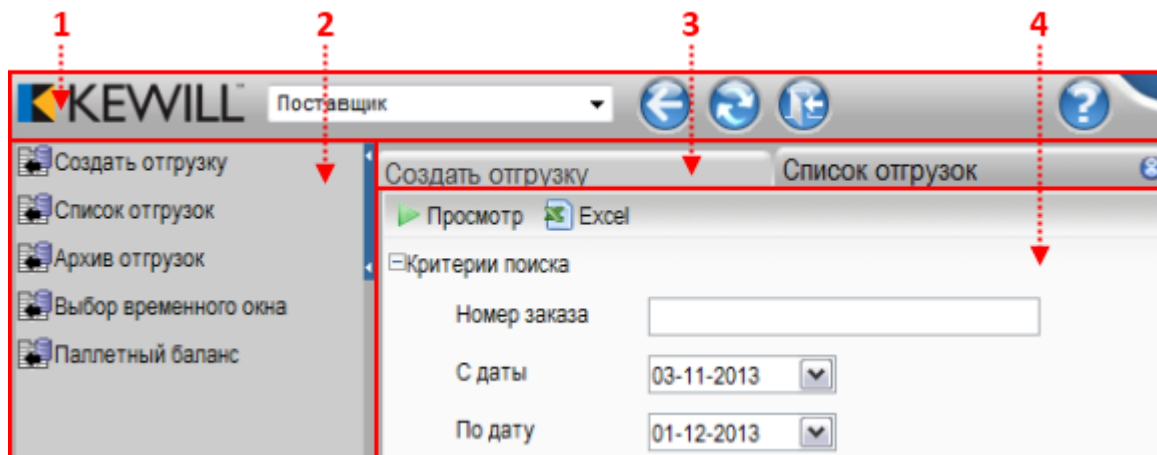 1 2 3 4
KEWILL™ Поставщик
Создать отгрузку
Список отгрузок
Архив отгрузок
Выбор временного окна
Паллетный баланс
Создать отгрузку Список отгрузок
Просмотр Excel
Критерии поиска
Номер заказа
С даты 03-11-2013
По дату 01-12-2013